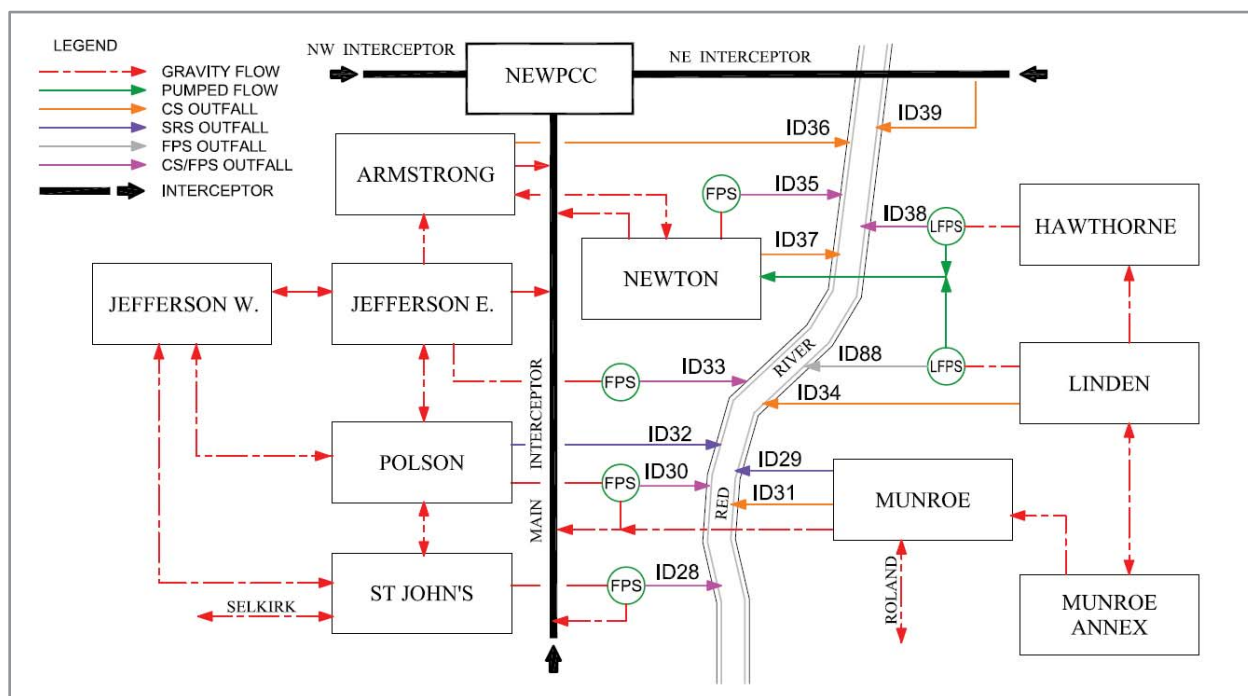 LEGEND
GRAVITY FLOW
PUMPED FLOW
CS OUTFALL
SRS OUTFALL
FPS OUTFALL
CS/FPS OUTFALL
INTERCEPTOR
NW INTERCEPTOR
NEWPCC
NE INTERCEPTOR
ID36
ID39
ARMSTRONG
FPS
ID35
ID38
LFPS
HAWTHORNE
ID37
NEWTON
JEFFERSON W.
JEFFERSON E.
RIVER
ID88
LFPS
LINDEN
FPS
ID33
ID34
MAIN INTERCEPTOR
POLSON
ID32
FPS
ID30
ID29
ID31
RED
MUNROE
ST JOHN'S
SELKIRK
FPS
ID28
ROLAND
MUNROE
ANNEX